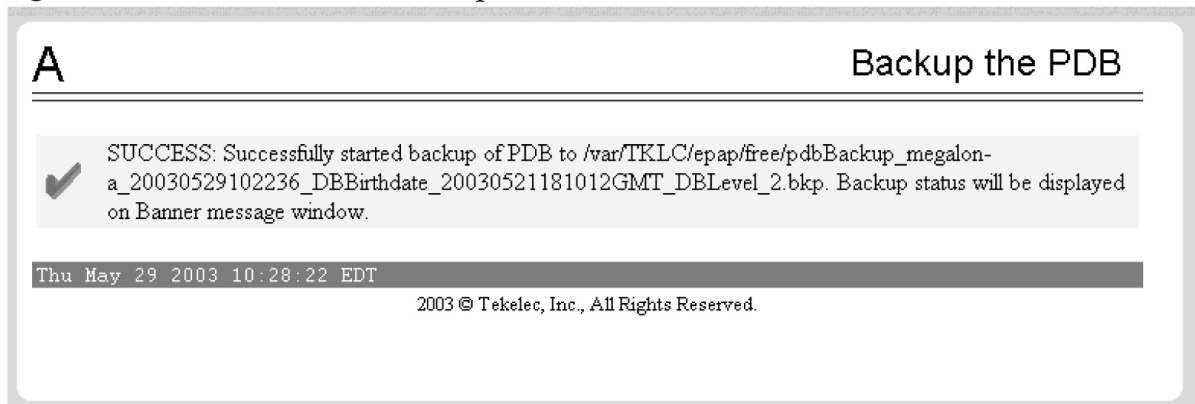 A
Backup the PDB
SUCCESS: Successfully started backup of PDB to /var/TKLC/epap/free/pdbBackup_megalon-
a_20030529102236_DBBirthdate_20030521181012GMT_DBLevel_2.bkp. Backup status will be displayed
on Banner message window.
Thu May 29 2003 10:28:22 EDT
2003 © Tekelec, Inc., All Rights Reserved.